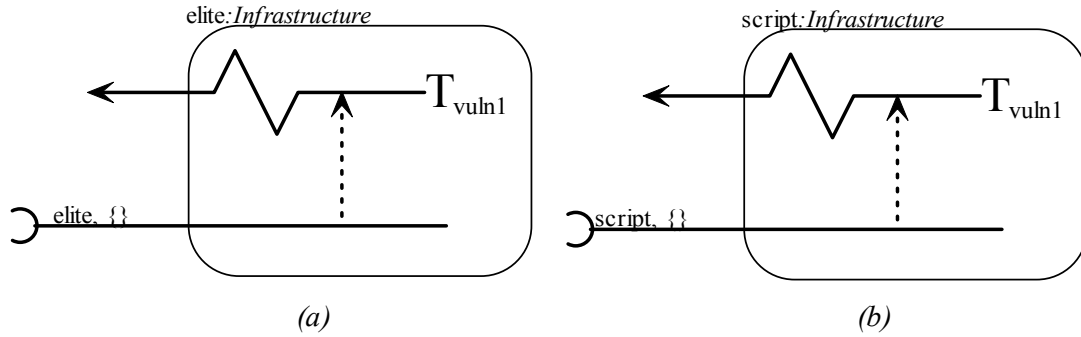 elite:Infrastructure
script:Infrastructure
Tvuln1
Tvuln1
elite, {}
script, {}
(a)
(b)